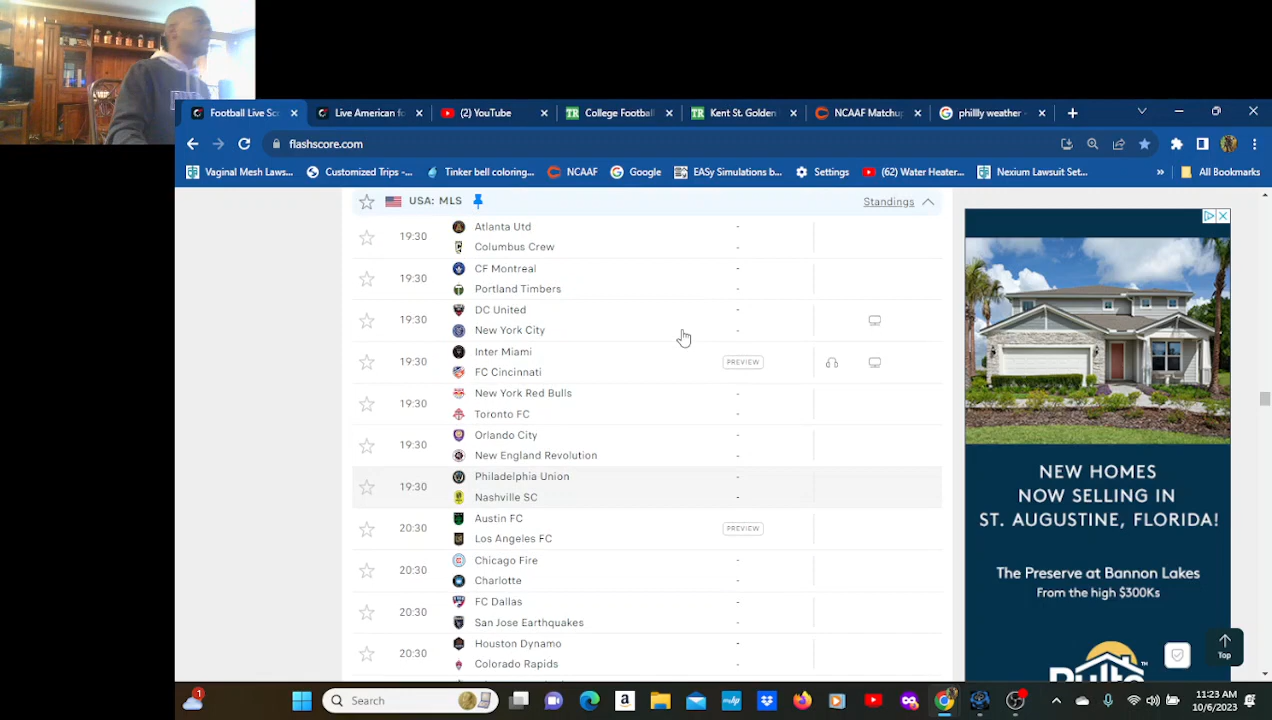 Football Live Sc
Live American fo
(2) YouTube
TR College Footbal
TR Kent St. Golden
NCAAF Matchu
phillly weather -
flashscore.com
Vaginal Mesh Laws...
Customized Trips -...
Tinker bell coloring...
NCAAF
Google
EASy Simulations b...
Settings
(62) Water Heater...
Nexium Lawsuit Set...
»
All Bookmarks
USA: MLS
Standings
19:30
Atlanta Utd -
Columbus Crew -
19:30
CF Montreal -
Portland Timbers -
19:30
DC United -
New York City -
19:30
Inter Miami
FC Cincinnati
PREVIEW
19:30
New York Red Bulls -
Toronto FC -
19:30
Orlando City -
New England Revolution -
19:30
Philadelphia Union -
Nashville SC -
20:30
Austin FC
Los Angeles FC
PREVIEW
20:30
Chicago Fire -
Charlotte -
20:30
FC Dallas -
San Jose Earthquakes -
20:30
Houston Dynamo -
Colorado Rapids -
NEW HOMES
NOW SELLING IN
ST. AUGUSTINE, FLORIDA!
The Preserve at Bannon Lakes
From the high $300Ks
Top
1
Search
11:23 AM
10/6/2023